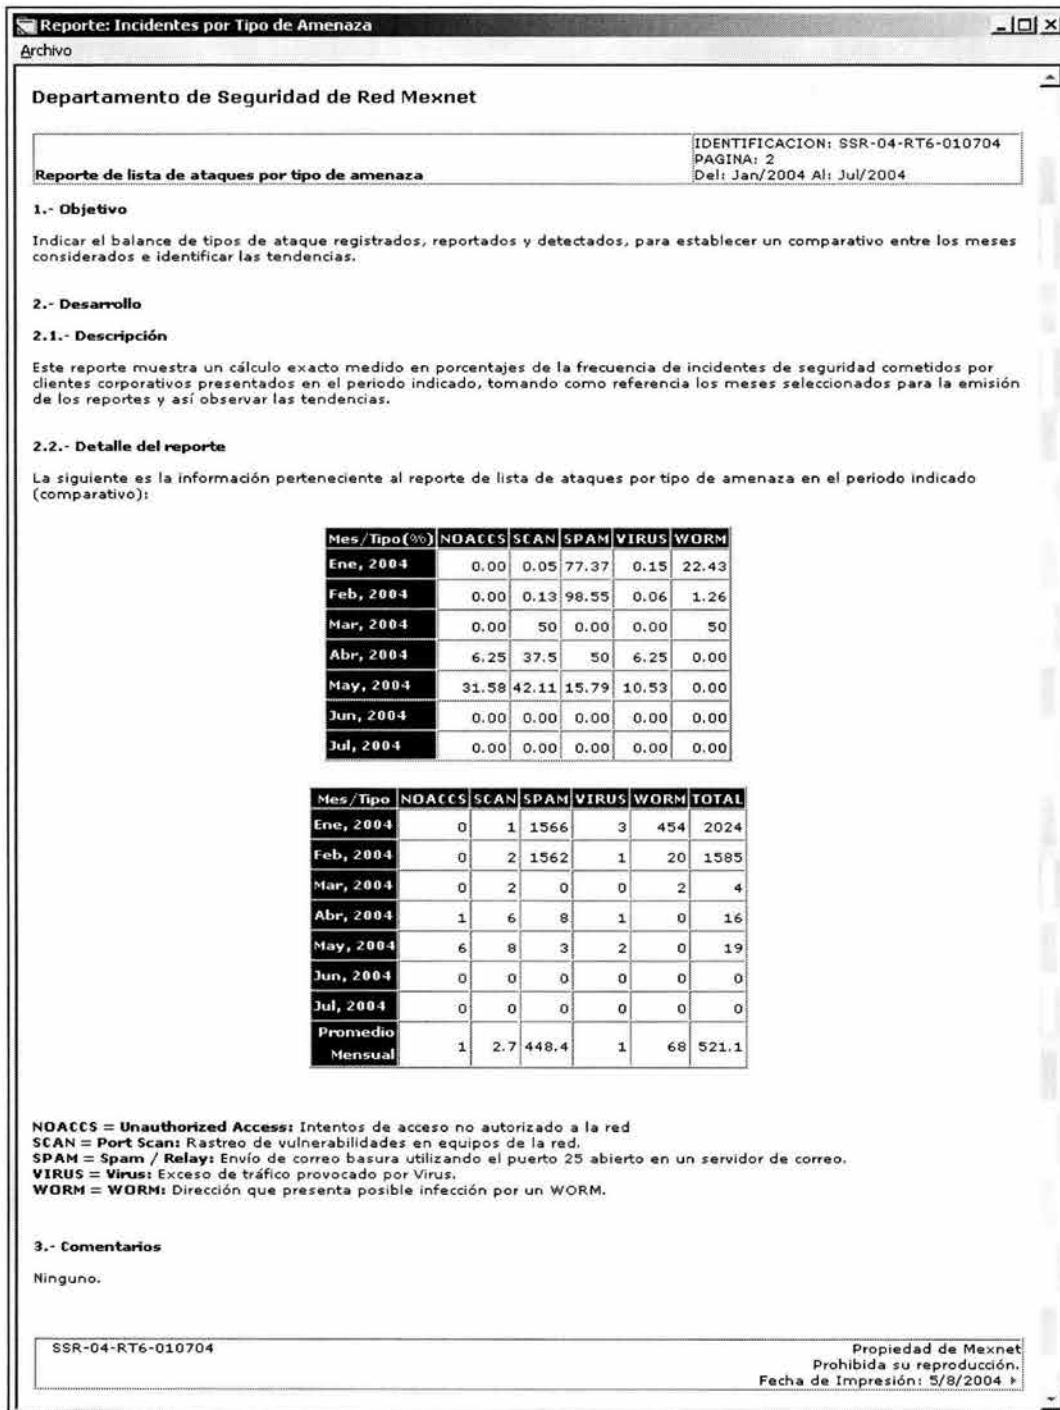 Reporte: Incidentes por Tipo de Amenaza
Archivo
Departamento de Seguridad de Red Mexnet
Reporte de lista de ataques por tipo de amenaza
IDENTIFICACION: SSR-04-RT6-010704
PAGINA: 2
Del: Jan/2004 Al: Jul/2004
1.- Objetivo
Indicar el balance de tipos de ataque registrados, reportados y detectados, para establecer un comparativo entre los meses
considerados e identificar las tendencias.
2.- Desarrollo
2.1.- Descripción
Este reporte muestra un cálculo exacto medido en porcentajes de la frecuencia de incidentes de seguridad cometidos por
clientes corporativos presentados en el periodo indicado, tomando como referencia los meses seleccionados para la emisión
de los reportes y así observar las tendencias.
2.2.- Detalle del reporte
La siguiente es la información perteneciente al reporte de lista de ataques por tipo de amenaza en el periodo indicado
(comparativo):
Mes/Tipo(%) NOACCS SCAN SPAM VIRUS WORM
Ene, 2004 0.00 0.05 77.37 0.15 22.43
Feb, 2004 0.00 0.13 98.55 0.06 1.26
Mar, 2004 0.00 50 0.00 0.00 50
Abr, 2004 6.25 37.5 50 6.25 0.00
May, 2004 31.58 42.11 15.79 10.53 0.00
Jun, 2004 0.00 0.00 0.00 0.00 0.00
Jul, 2004 0.00 0.00 0.00 0.00 0.00
Mes/Tipo NOACCS SCAN SPAM VIRUS WORM TOTAL
Ene, 2004 0 1 1566 3 454 2024
Feb, 2004 0 2 1562 1 20 1585
Mar, 2004 0 2 0 0 2 4
Abr, 2004 1 6 8 1 0 16
May, 2004 6 8 3 2 0 19
Jun, 2004 0 0 0 0 0 0
Jul, 2004 0 0 0 0 0 0
Promedio
Mensual 1 2.7 448.4 1 68 521.1
NOACCS = Unauthorized Access: Intentos de acceso no autorizado a la red
SCAN = Port Scan: Rastreo de vulnerabilidades en equipos de la red.
SPAM = Spam / Relay: Envío de correo basura utilizando el puerto 25 abierto en un servidor de correo.
VIRUS = Virus: Exceso de tráfico provocado por Virus.
WORM = WORM: Dirección que presenta posible infección por un WORM.
3.- Comentarios
Ninguno.
SSR-04-RT6-010704
Propiedad de Mexnet
Prohibida su reproducción.
Fecha de Impresión: 5/8/2004